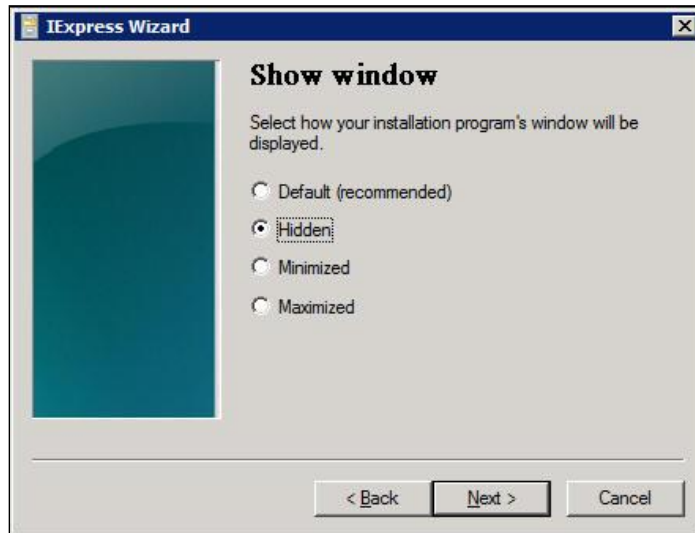 IExpress Wizard
Show window
Select how your installation program's window will be
displayed.
Default (recommended)
Hidden
Minimized
Maximized
< Back Next > Cancel